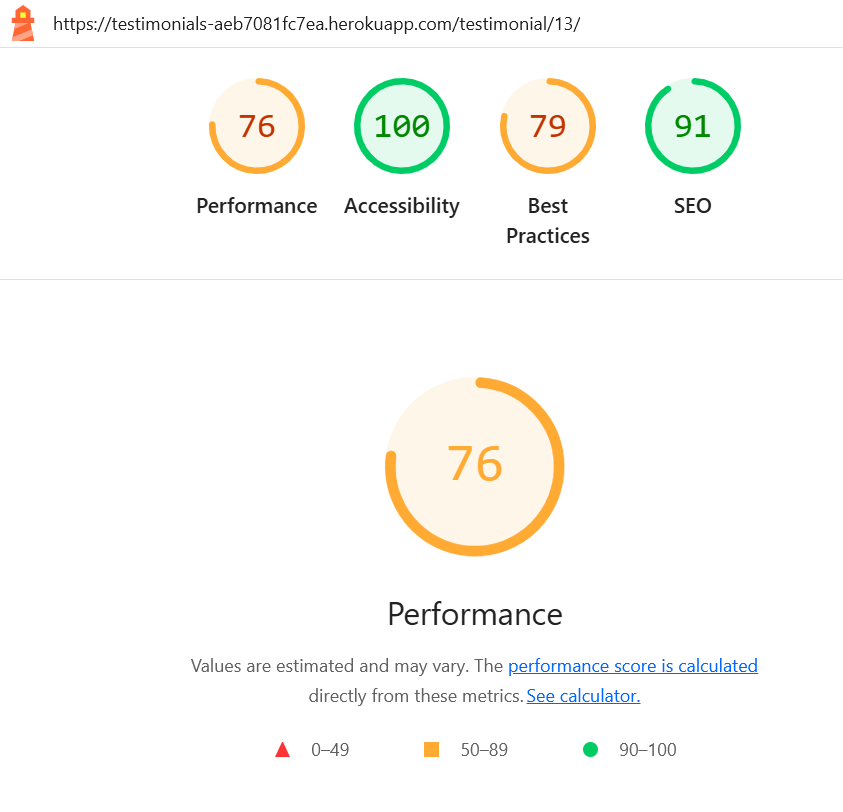 https://testimonials-aeb7081fc7ea.herokuapp.com/testimonial/13/
76 100 79 91
Performance Accessibility Best Practices SEO
76
Performance
Values are estimated and may vary. The performance score is calculated
directly from these metrics. See calculator.
0–49 50–89 90–100